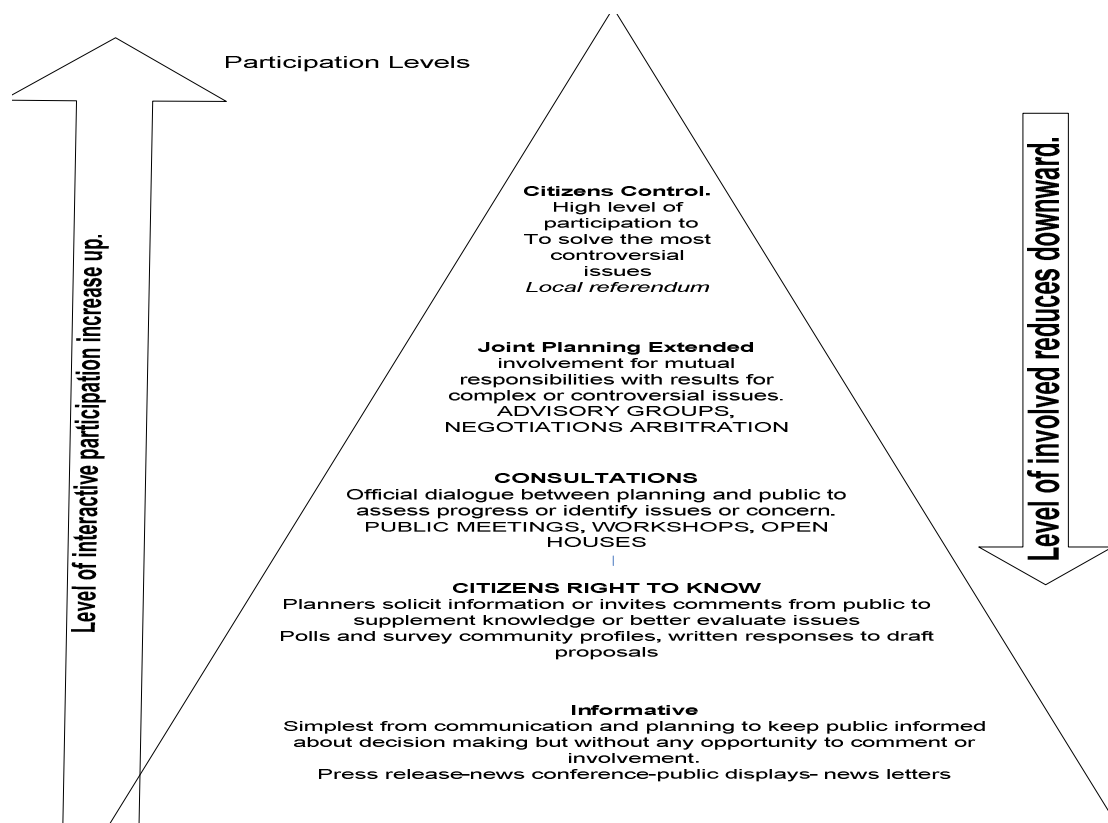 Participation Levels
Level of interactive participation increase up.
Level of involved reduces downward.
Citizens Control.
High level of
participation to
To solve the most
controversial
issues
Local referendum
Joint Planning Extended
involvement for mutual
responsibilities with results for
complex or controversial issues.
ADVISORY GROUPS,
NEGOTIATIONS ARBITRATION
CONSULTATIONS
Official dialogue between planning and public to
assess progress or identify issues or concern.
PUBLIC MEETINGS, WORKSHOPS, OPEN
HOUSES
CITIZENS RIGHT TO KNOW
Planners solicit information or invites comments from public to
supplement knowledge or better evaluate issues
Polls and survey community profiles, written responses to draft
proposals
Informative
Simplest from communication and planning to keep public informed
about decision making but without any opportunity to comment or
involvement.
Press release-news conference-public displays- news letters